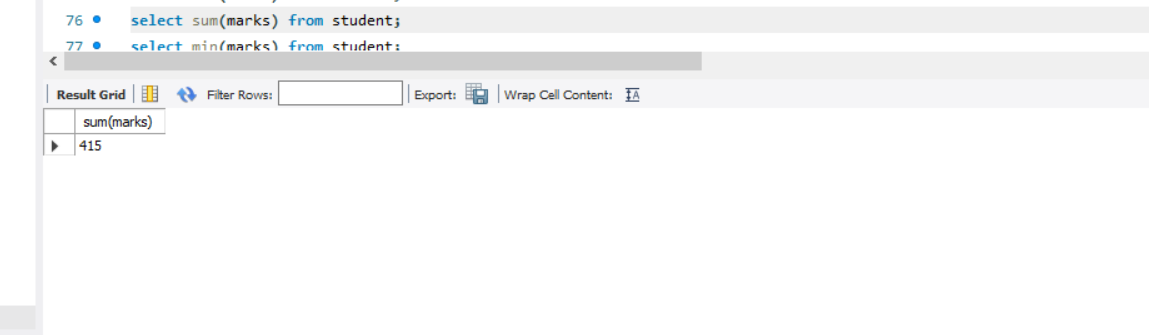 76 select sum(marks) from student;
77 select min(marks) from student;
Result Grid Filter Rows: Export: Wrap Cell Content:
sum(marks)
415